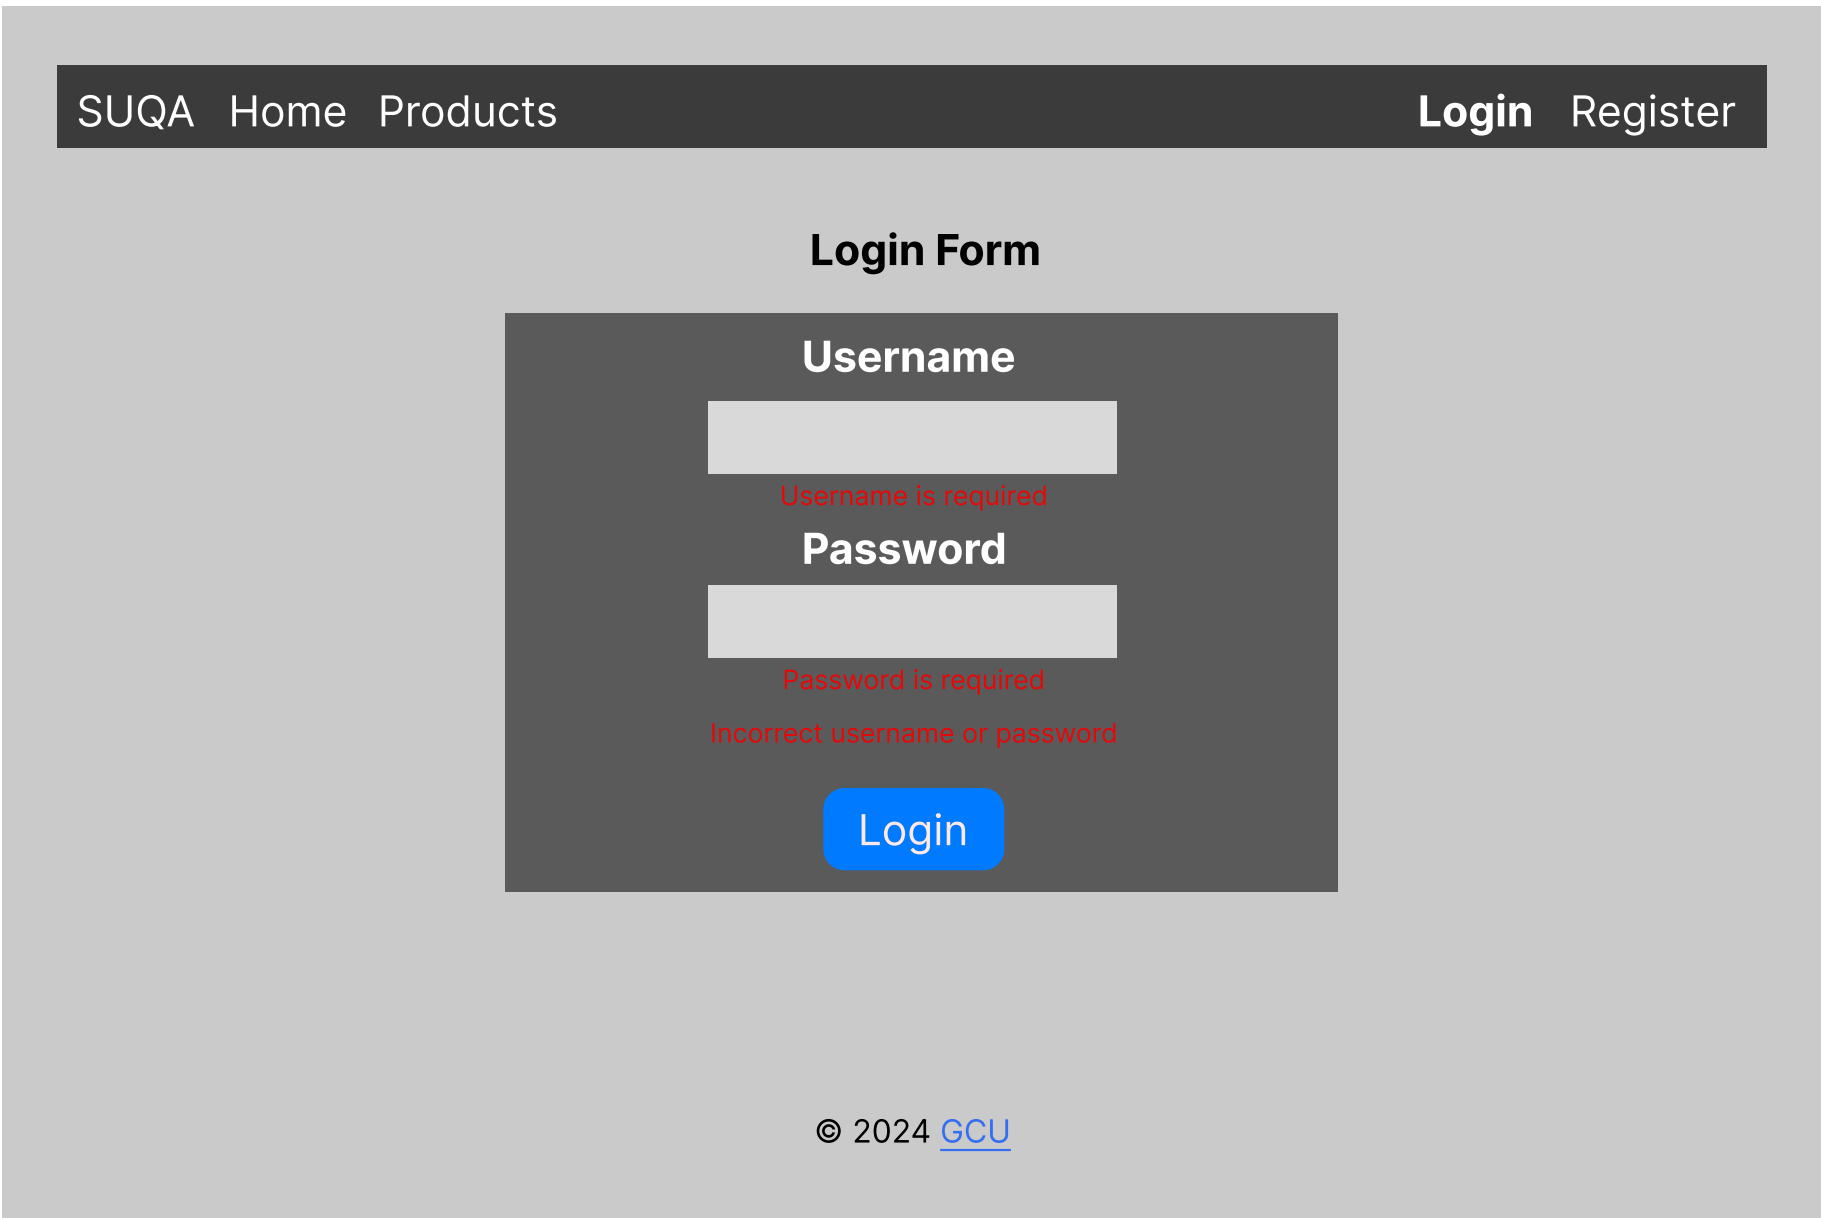 SUQA Home Products Login Register
Login Form
Username
Username is required
Password
Password is required
Incorrect username or password
Login
© 2024 GCU